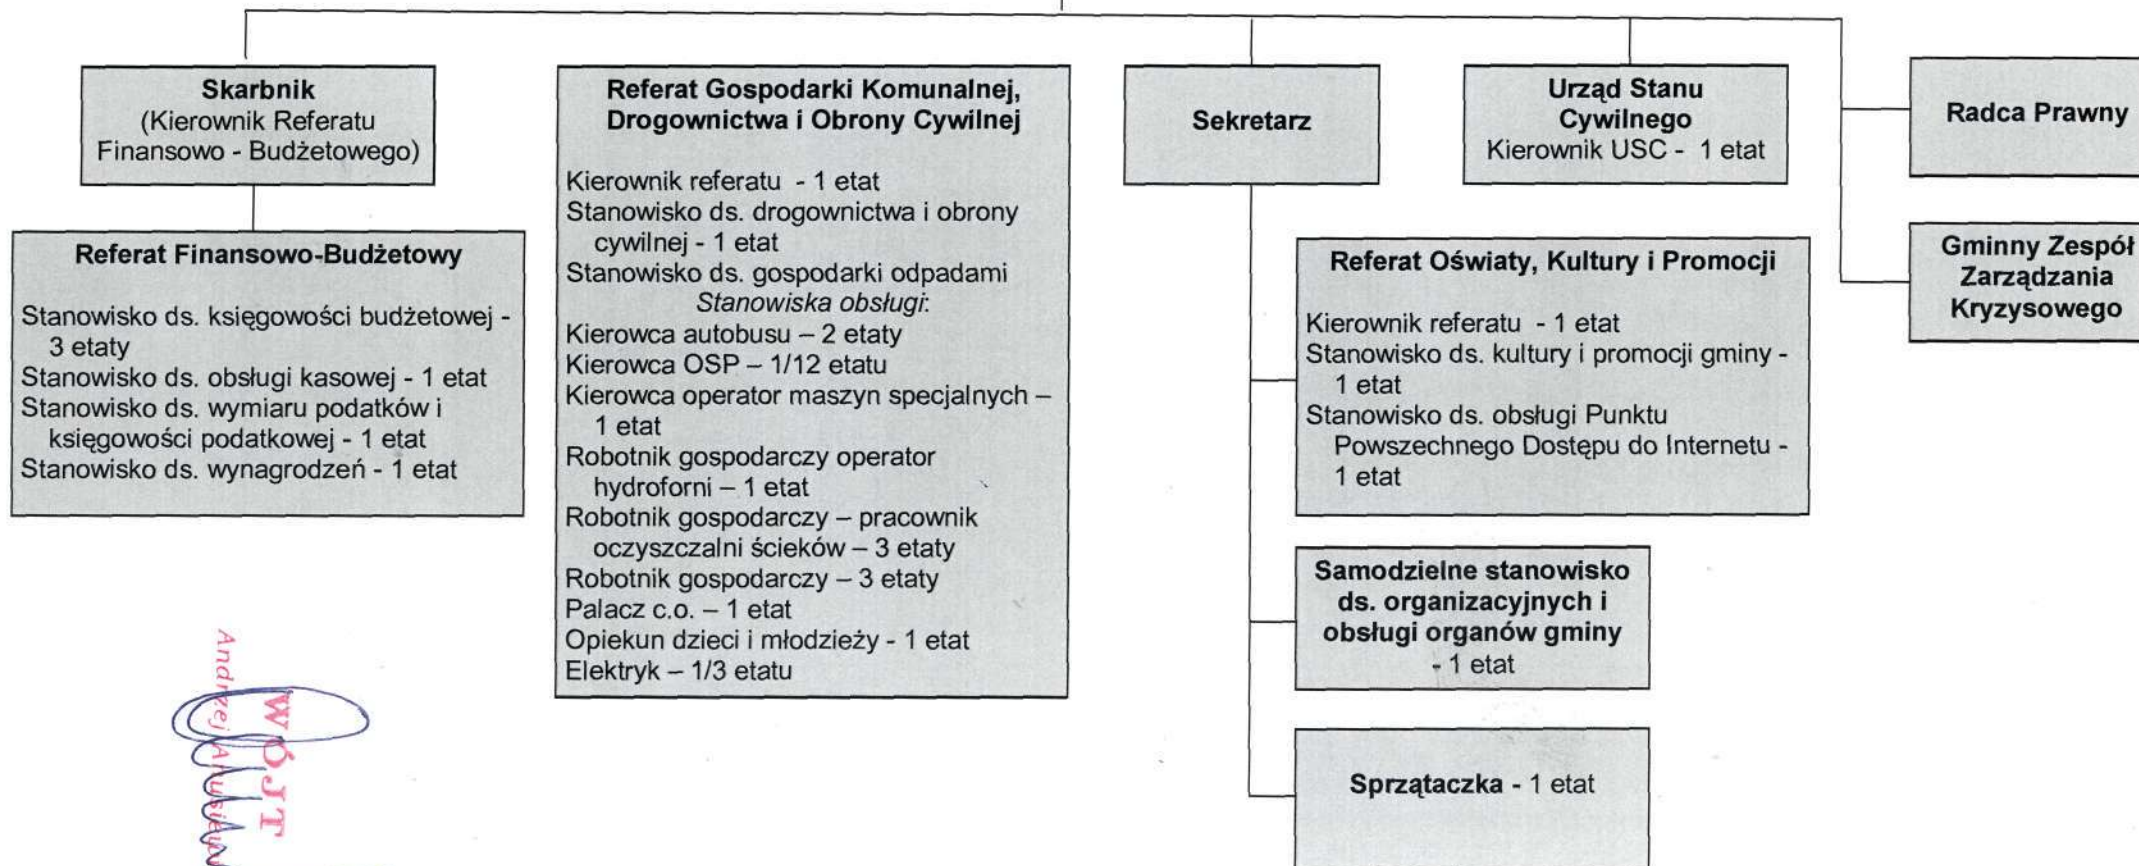 Skarbnik
(Kierownik Referatu
Finansowo - Budżetowego)
Referat Finansowo-Budżetowy
Stanowisko ds. księgowości budżetowej -
3 etaty
Stanowisko ds. obsługi kasowej - 1 etat
Stanowisko ds. wymiaru podatków i
księgowości podatkowej - 1 etat
Stanowisko ds. wynagrodzeń - 1 etat
Referat Gospodarki Komunalnej,
Drogownictwa i Obrony Cywilnej
Kierownik referatu - 1 etat
Stanowisko ds. drogownictwa i obrony
cywilnej - 1 etat
Stanowisko ds. gospodarki odpadami
Stanowiska obsługi:
Kierowca autobusu – 2 etaty
Kierowca OSP – 1/12 etatu
Kierowca operator maszyn specjalnych –
1 etat
Robotnik gospodarczy operator
hydroforni – 1 etat
Robotnik gospodarczy – pracownik
oczyszczalni ścieków – 3 etaty
Robotnik gospodarczy – 3 etaty
Palacz c.o. – 1 etat
Opiekun dzieci i młodzieży - 1 etat
Elektryk – 1/3 etatu
Sekretarz
Referat Oświaty, Kultury i Promocji
Kierownik referatu - 1 etat
Stanowisko ds. kultury i promocji gminy -
1 etat
Stanowisko ds. obsługi Punktu
Powszechnego Dostępu do Internetu -
1 etat
Samodzielne stanowisko
ds. organizacyjnych i
obsługi organów gminy
- 1 etat
Sprzątaczka - 1 etat
Urząd Stanu
Cywilnego
Kierownik USC - 1 etat
Radca Prawny
Gminny Zespół
Zarządzania
Kryzysowego
WÓJT
Andrzej